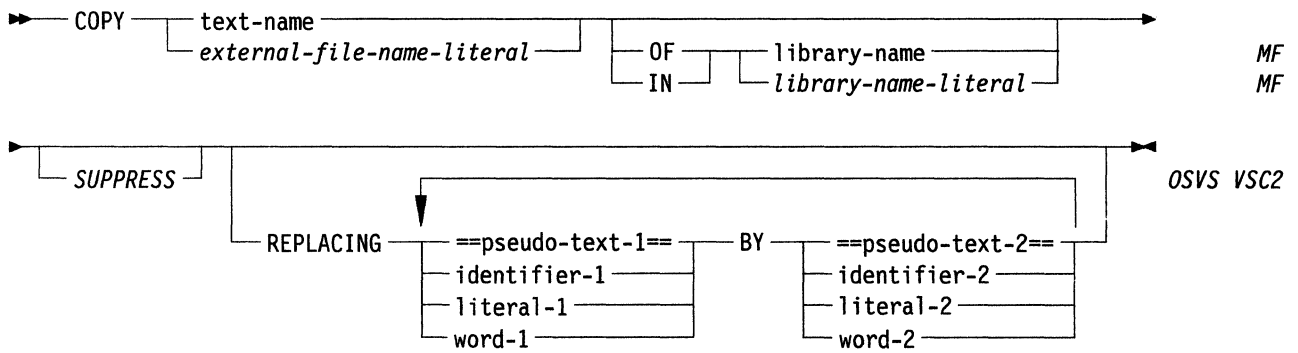 COPY text-name
external-file-name-literal OF library-name MF
IN library-name-literal MF
SUPPRESS OSVS VSC2
REPLACING ==pseudo-text-1== BY ==pseudo-text-2==
identifier-1 identifier-2
literal-1 literal-2
word-1 word-2